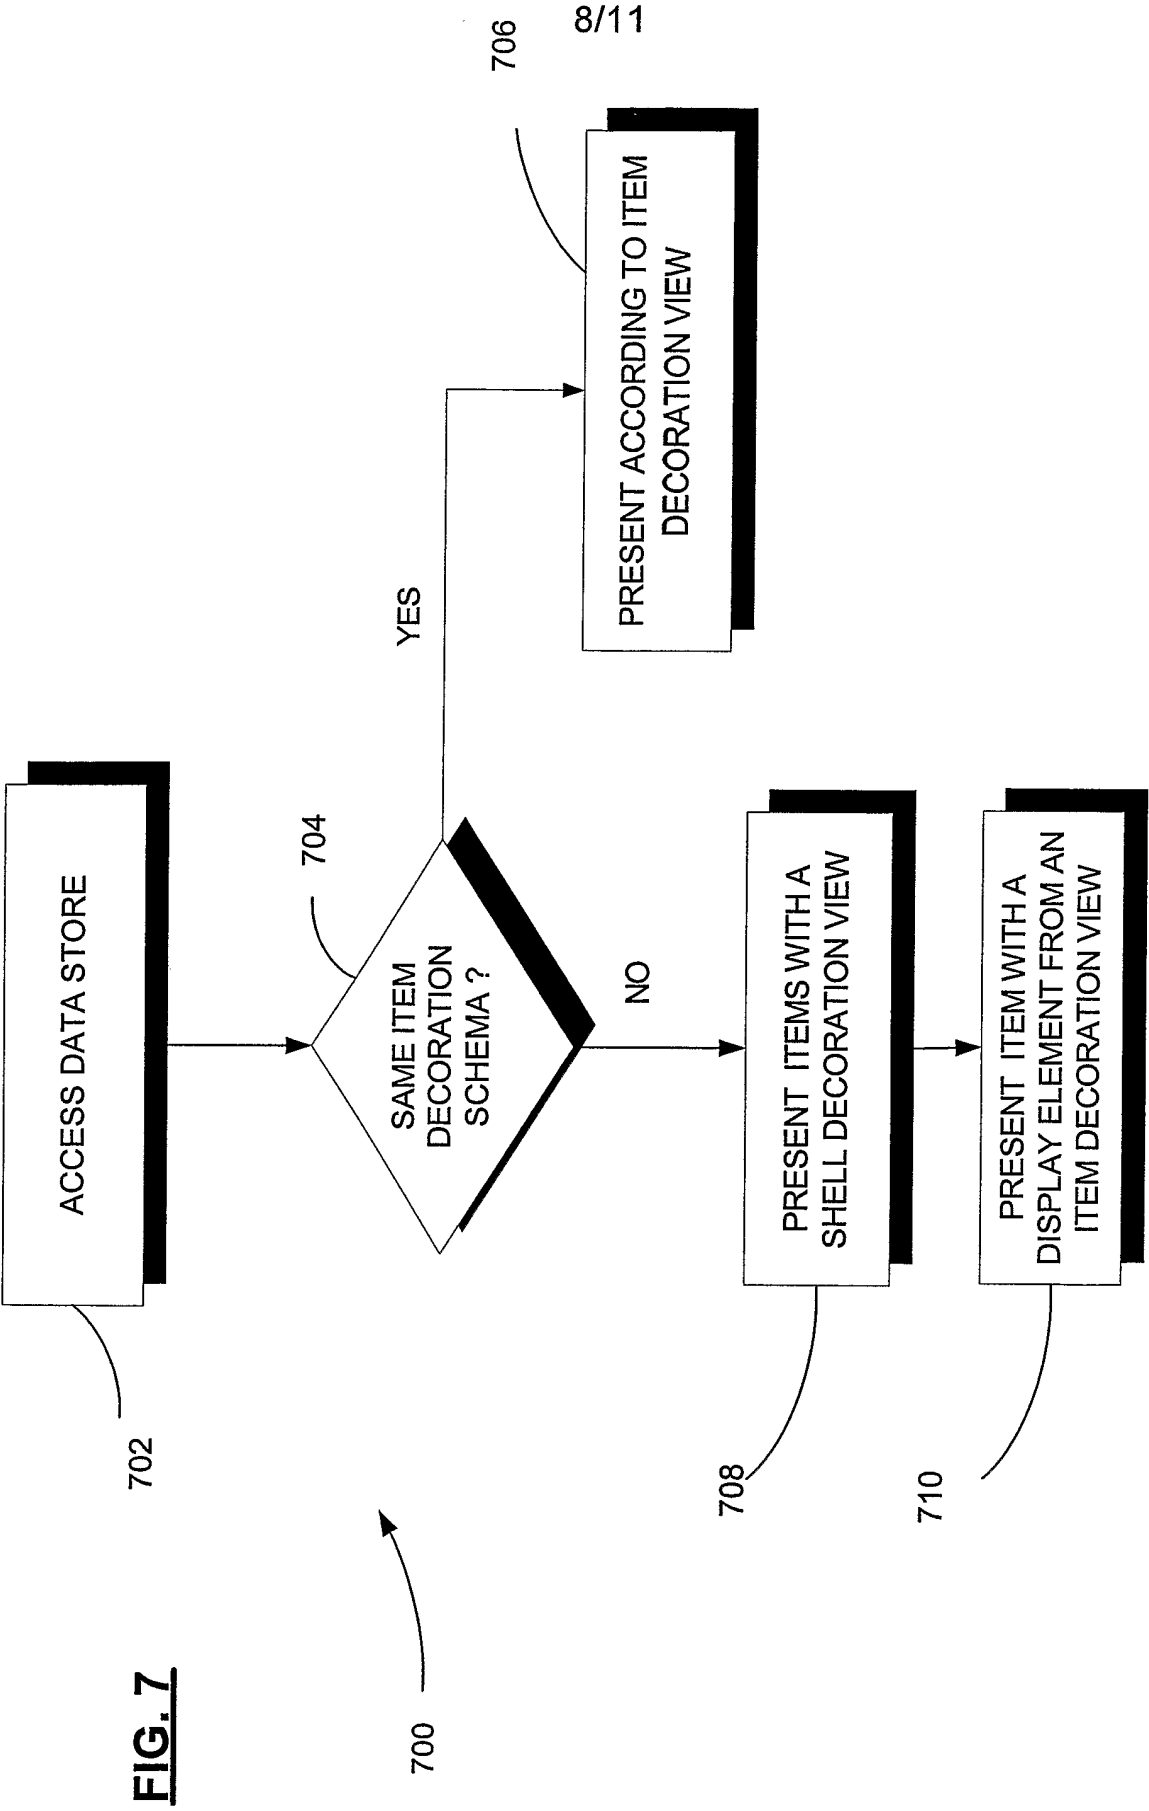 8/11
FIG. 7
700
702
ACCESS DATA STORE
704
SAME ITEM
DECORATION
SCHEMA ?
YES
706
PRESENT ACCORDING TO ITEM
DECORATION VIEW
NO
708
PRESENT ITEMS WITH A
SHELL DECORATION VIEW
710
PRESENT ITEM WITH A
DISPLAY ELEMENT FROM AN
ITEM DECORATION VIEW